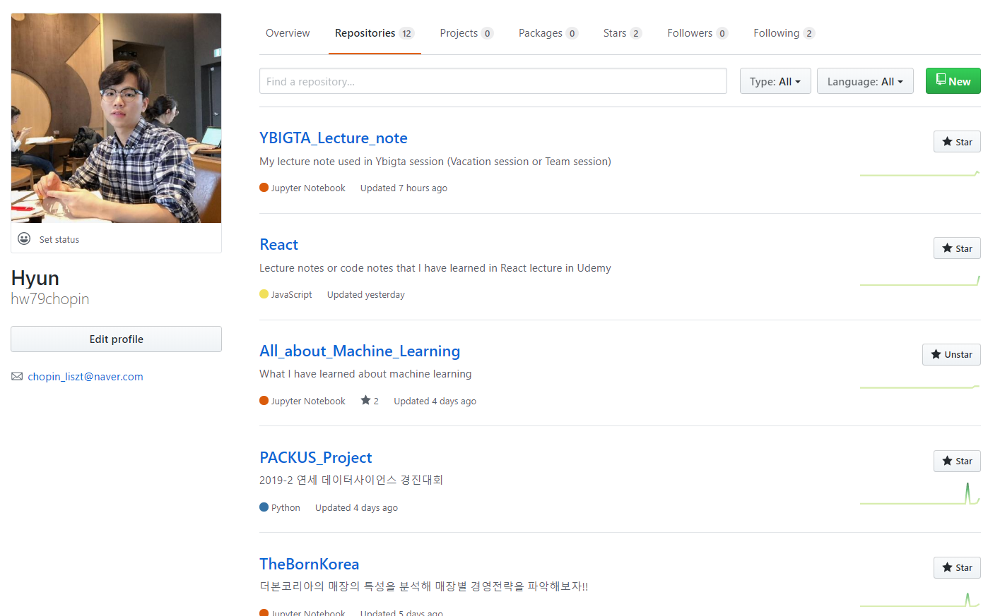 Overview Repositories 12 Projects 0 Packages 0 Stars 2 Followers 0 Following 2
Find a repository...
Type: All
Language: All
New
YBIGTA_Lecture_note
Star
My lecture note used in Ybigta session (Vacation session or Team session)
Jupyter Notebook Updated 7 hours ago
Set status
React
Star
Lecture notes or code notes that I have learned in React lecture in Udemy
JavaScript Updated yesterday
Hyun
hw79chopin
Edit profile
chopin_liszt@naver.com
All_about_Machine_Learning
Unstar
What I have learned about machine learning
Jupyter Notebook 2 Updated 4 days ago
PACKUS_Project
Star
2019-2 연세 데이터사이언스 경진대회
Python Updated 4 days ago
TheBornKorea
Star
더본코리아의 매장의 특성을 분석해 매장별 경영전략을 파악해보자!!
Jupyter Notebook Updated 5 days ago